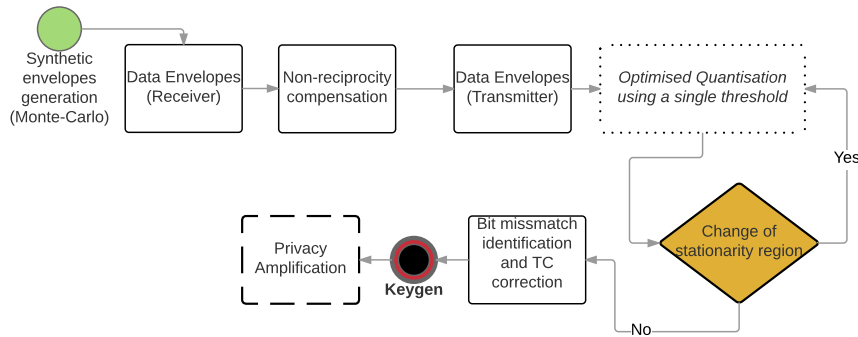 Synthetic
envelopes
generation
(Monte-Carlo)
Data Envelopes
(Receiver)
Non-reciprocity
compensation
Data Envelopes
(Transmitter)
Optimised Quantisation
using a single threshold
Yes
Change of
stationarity region
No
Bit missmatch
identification
and TC
correction
Keygen
Privacy
Amplification